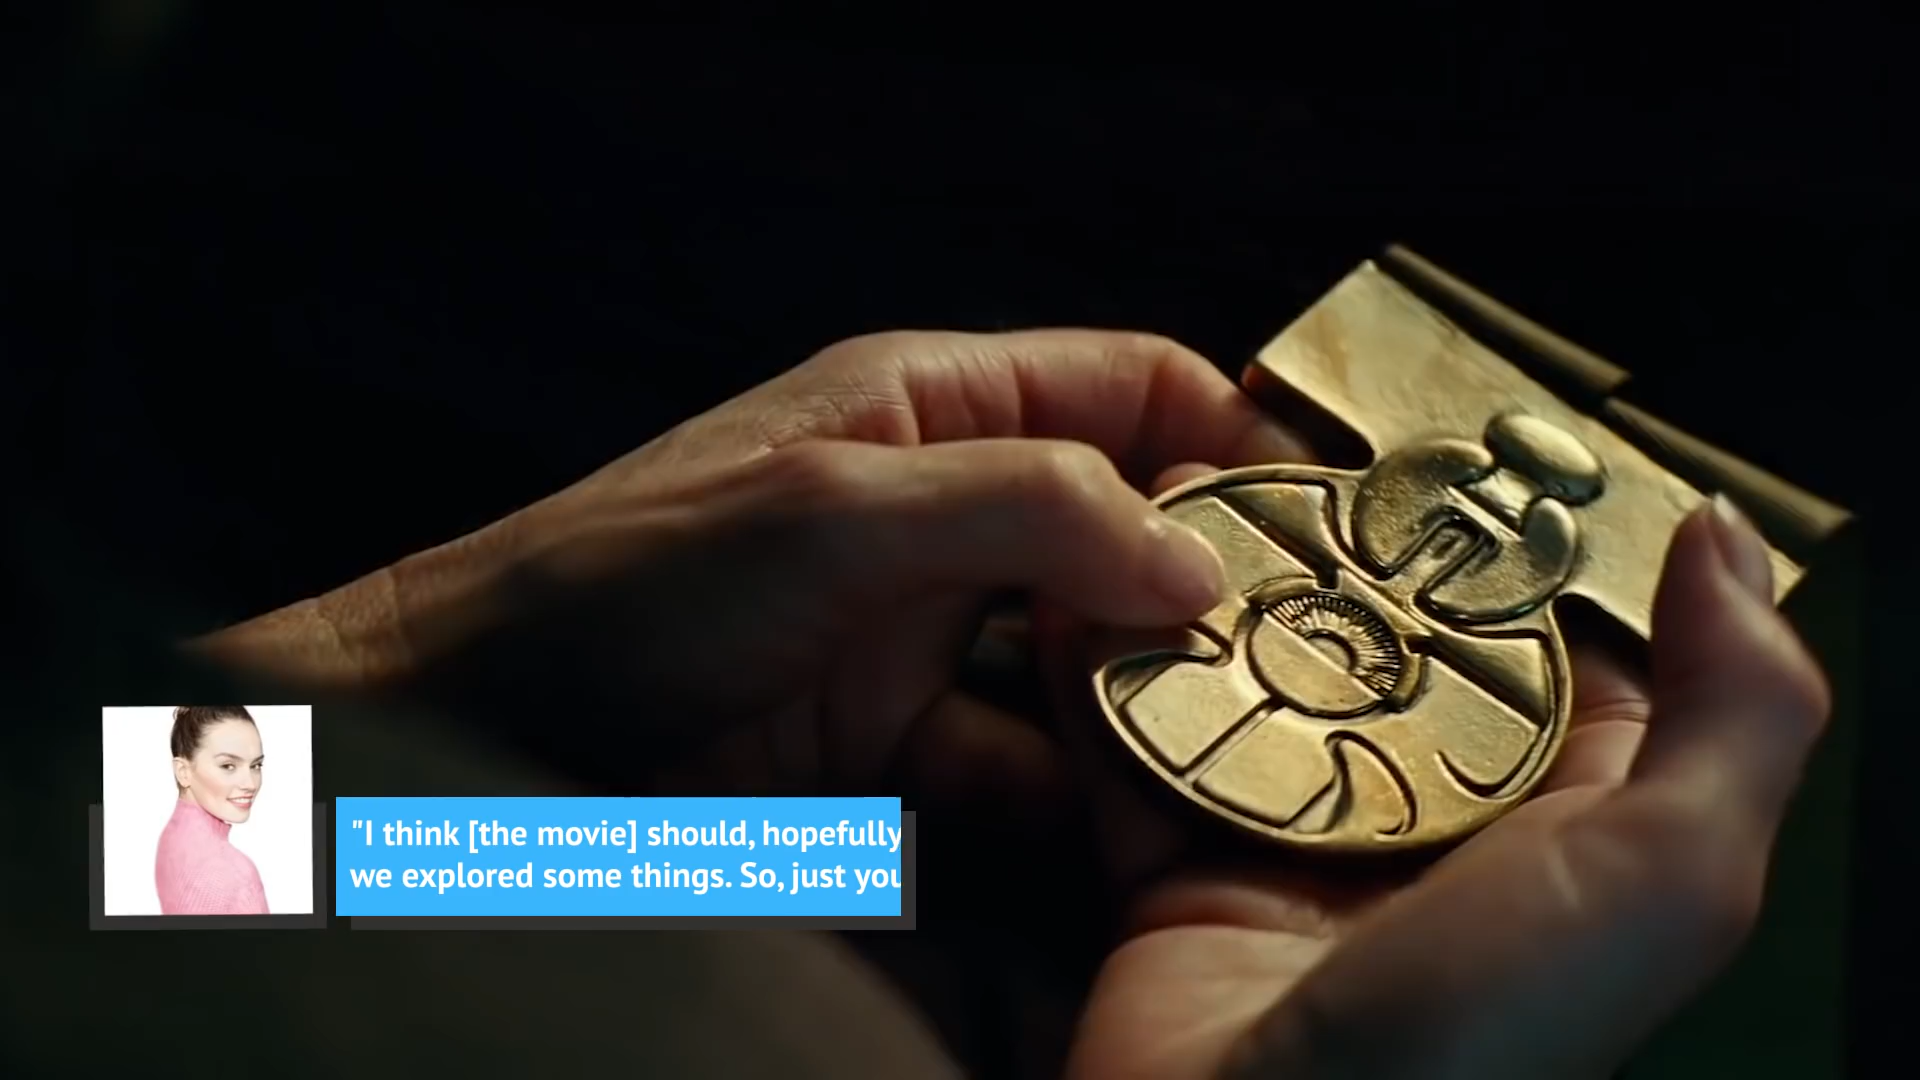 "I think [the movie] should, hopefully
we explored some things. So, just you